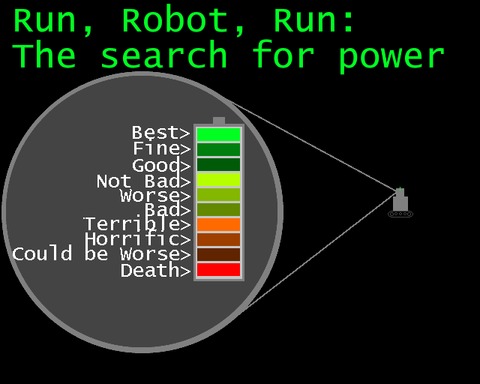 Run, Robot, Run:
The search for power
Best>
Fine>
Good>
Not Bad>
Worse>
Bad>
Terrible>
Horrific>
Could be Worse>
Death>